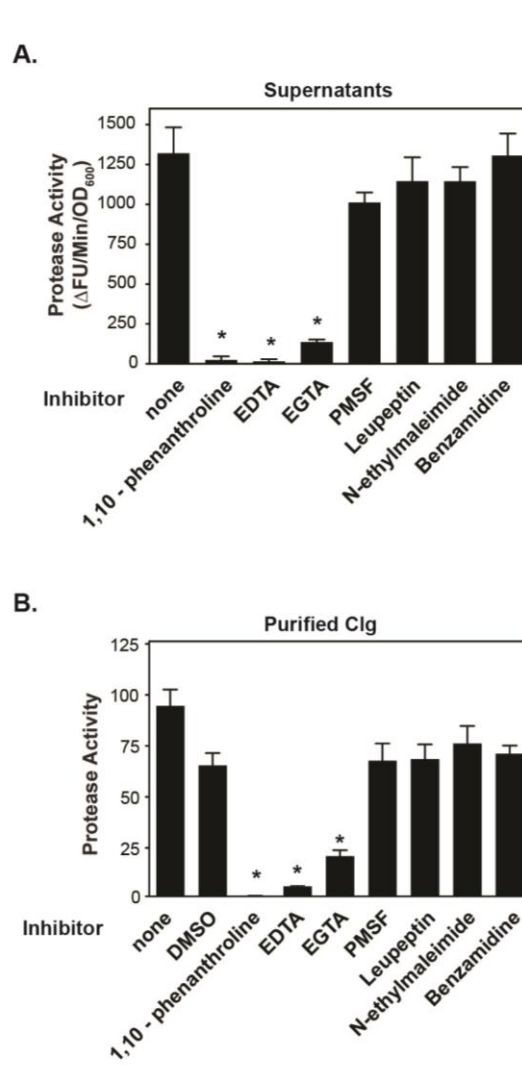 A.
Supernatants
Protease Activity
(ΔFU/Min/OD600)
1500
1250
1000
750
500
250
0
* * *
Inhibitor
none
1,10 - phenanthroline
EDTA
EGTA
PMSF
Leupeptin
N-ethylmaleimide
Benzamidine
B.
Purified CIg
Protease Activity
125
100
75
50
25
0
* * *
Inhibitor
none
DMSO
1,10 - phenanthroline
EDTA
EGTA
PMSF
Leupeptin
N-ethylmaleimide
Benzamidine